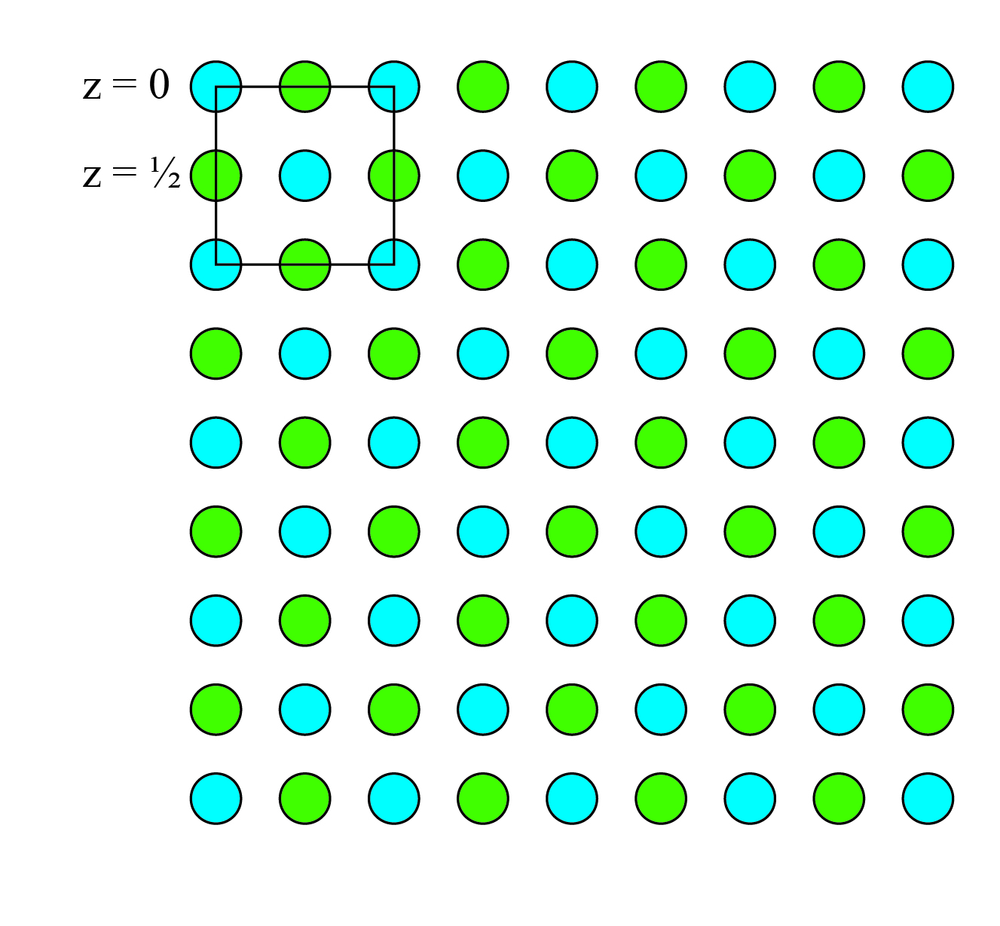 z = 0
z = ½